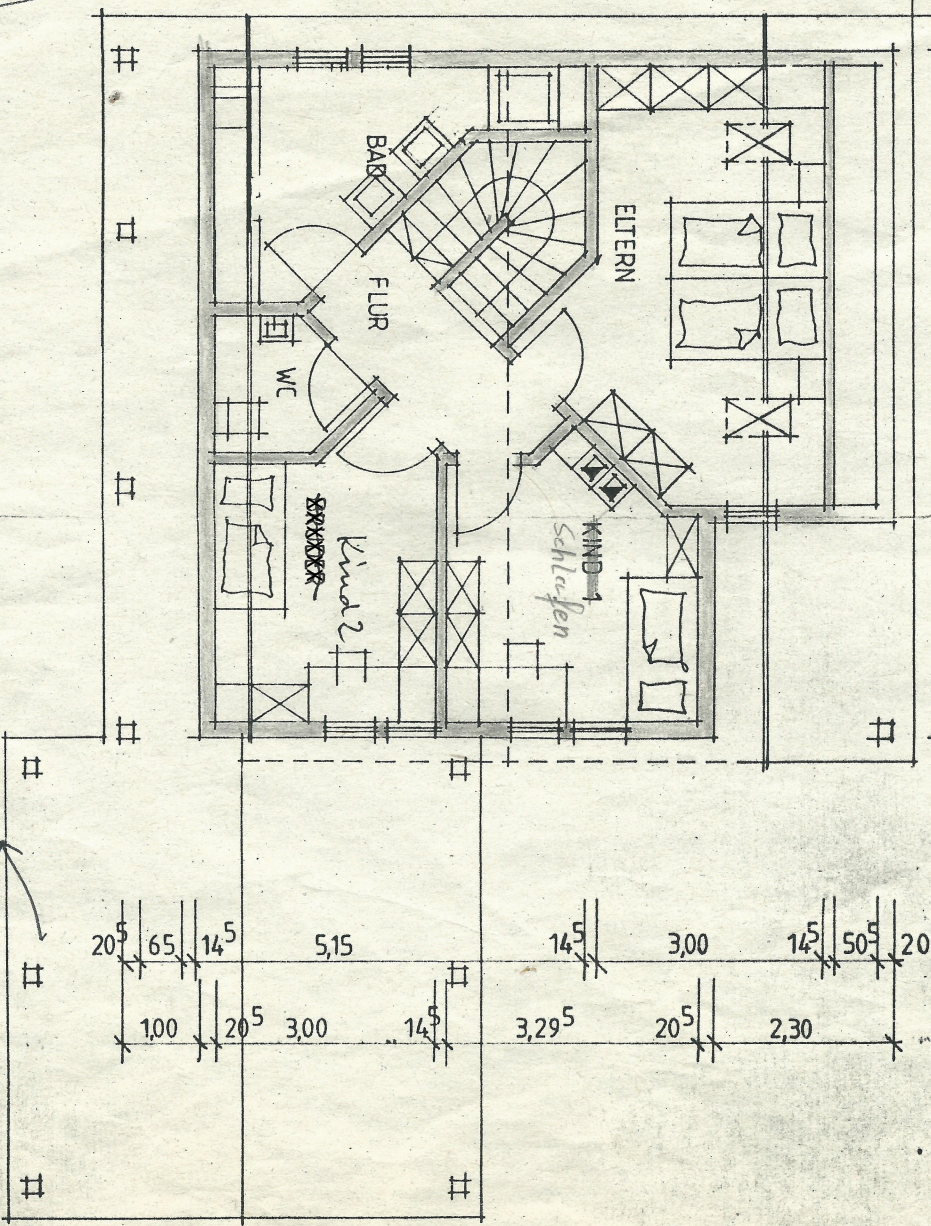 BAD
ELTERN
FLUR
WC
KIND 1
Schlafen
Kind 2
20⁵ 65 14⁵ 5,15 14⁵ 3,00 14⁵ 50⁵ 20
1,00 20⁵ 3,00 14⁵ 3,29⁵ 20⁵ 2,30